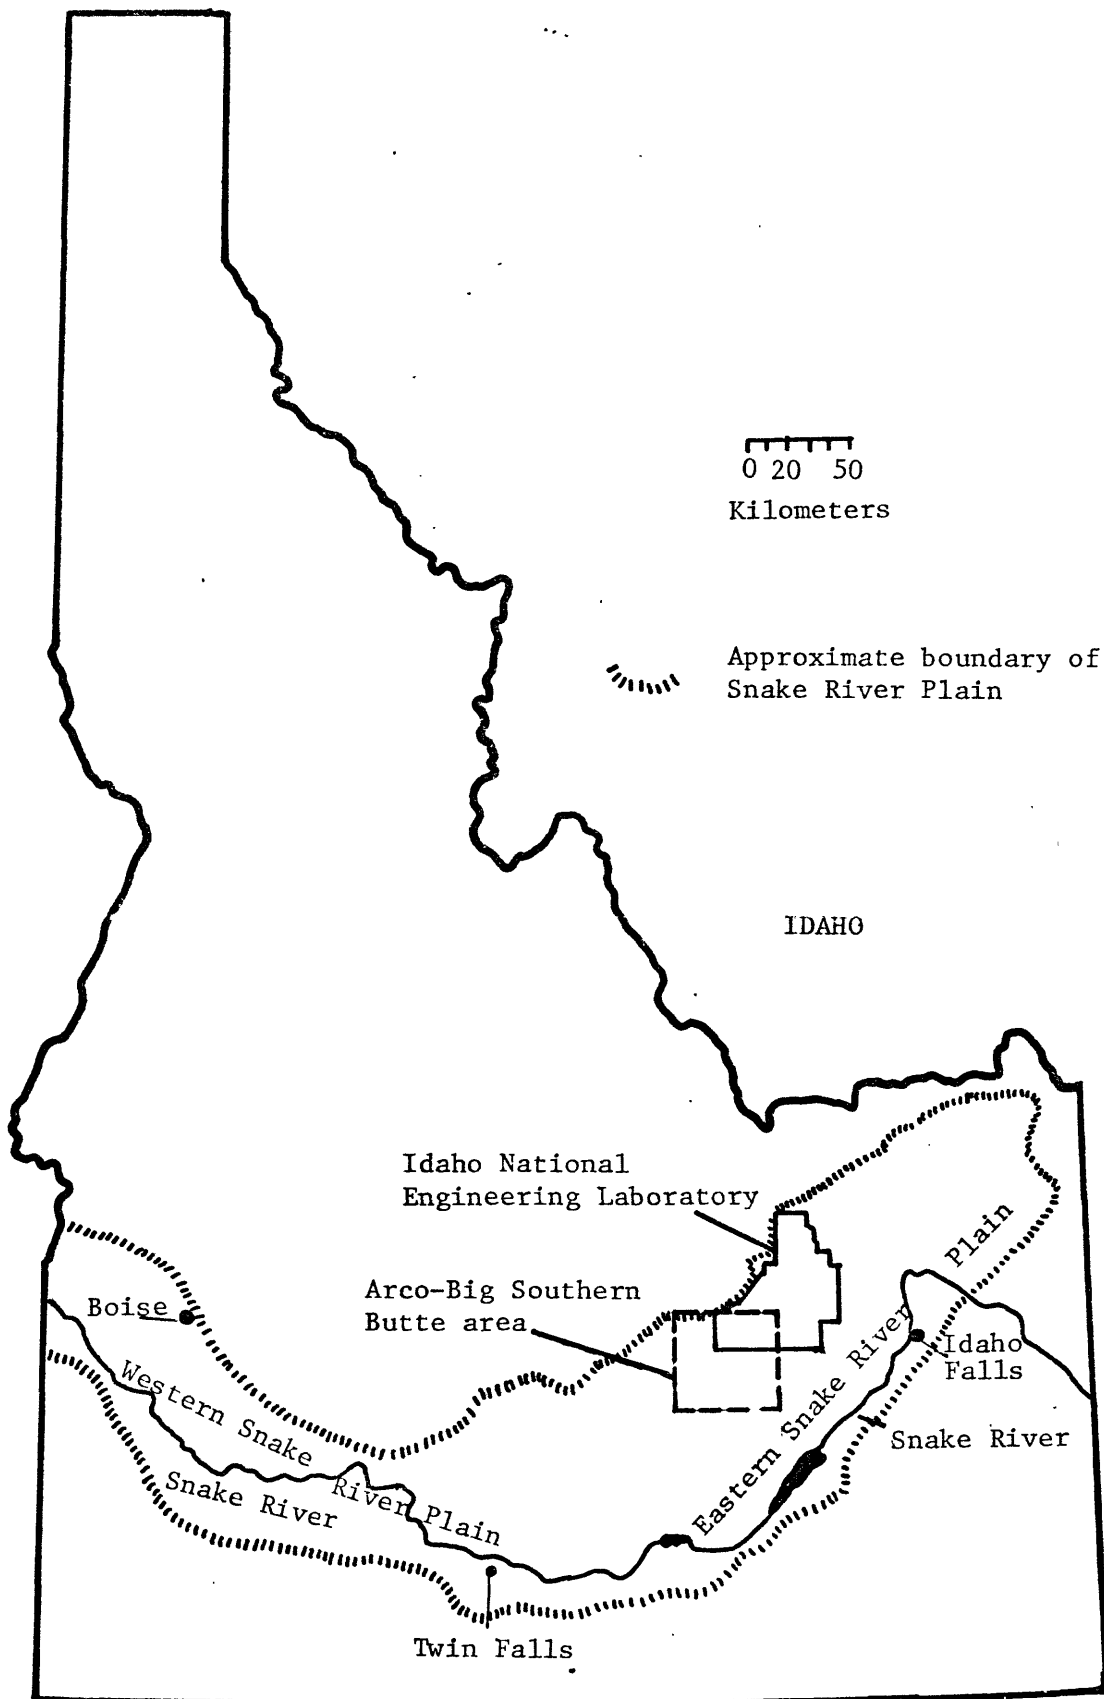 0 20 50
Kilometers
Approximate boundary of
Snake River Plain
IDAHO
Idaho National
Engineering Laboratory
Arco-Big Southern
Butte area
Boise
Western Snake River Plain
Snake River
Eastern Snake River Plain
Idaho
Falls
Snake River
Twin Falls